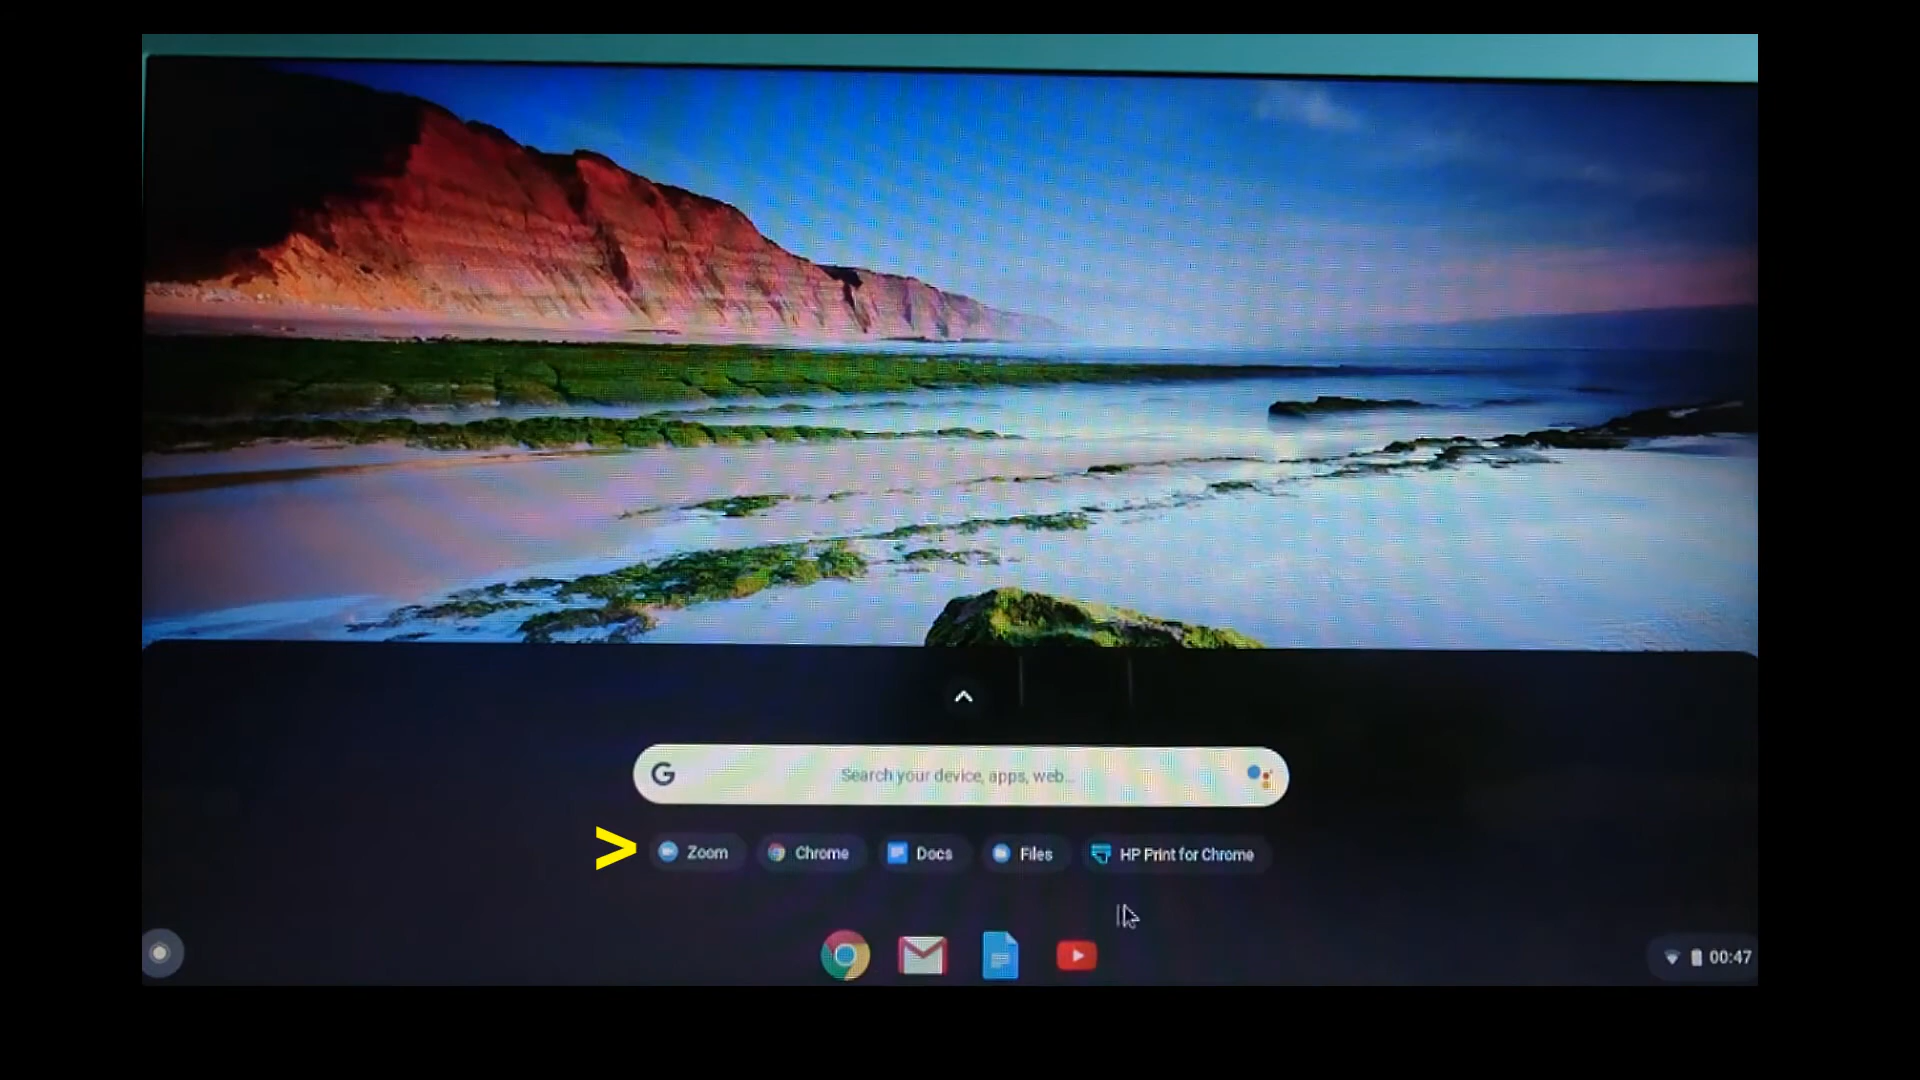 Search your device, apps, web...
> Zoom Chrome Docs Files HP Print for Chrome
00:47